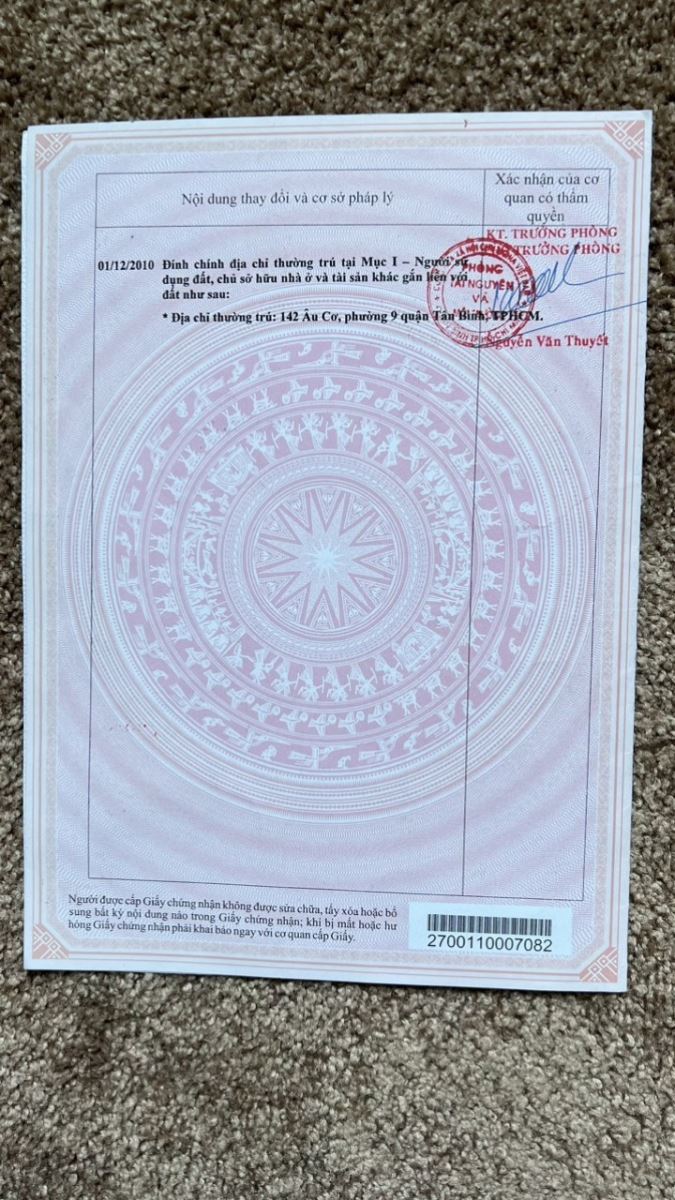 Nội dung thay đổi và cơ sở pháp lý
Xác nhận của cơ
quan có thẩm
quyền
01/12/2010 Đính chính địa chỉ thường trú tại Mục I – Người sử
dụng đất, chủ sở hữu nhà ở và tài sản khác gắn liền với
đất như sau:
* Địa chỉ thường trú: 142 Âu Cơ, phường 9 quận Tân Bình, TPHCM.
KT. TRƯỞNG PHÒNG
TRƯỞNG PHÒNG
PHÒNG
TÀI NGUYÊN
VÀ
Nguyễn Văn Thuyết
Người được cấp Giấy chứng nhận không được sửa chữa, tẩy xóa hoặc bổ
sung bất kỳ nội dung nào trong Giấy chứng nhận; khi bị mất hoặc hư
hỏng Giấy chứng nhận phải khai báo ngay với cơ quan cấp Giấy.
2700110007082